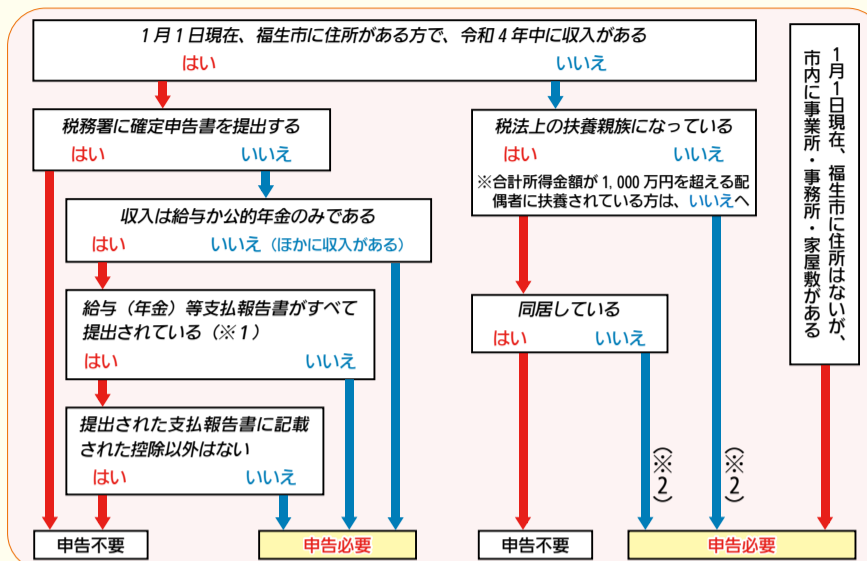 1月1日現在、福生市に住所がある方で、令和4年中に収入がある
はい いいえ
税務署に確定申告書を提出する
はい いいえ
収入は給与か公的年金のみである
はい いいえ（ほかに収入がある）
給与（年金）等支払報告書がすべて
提出されている（※1）
はい いいえ
提出された支払報告書に記載
された控除以外はない
はい いいえ
申告不要
申告必要
税法上の扶養親族になっている
はい いいえ
※合計所得金額が1,000万円を超える配
偶者に扶養されている方は、いいえへ
同居している
はい いいえ
（※2）
（※2）
申告不要
申告必要
1月1日現在、福生市に住所はないが、
市内に事業所・事務所・家屋敷がある